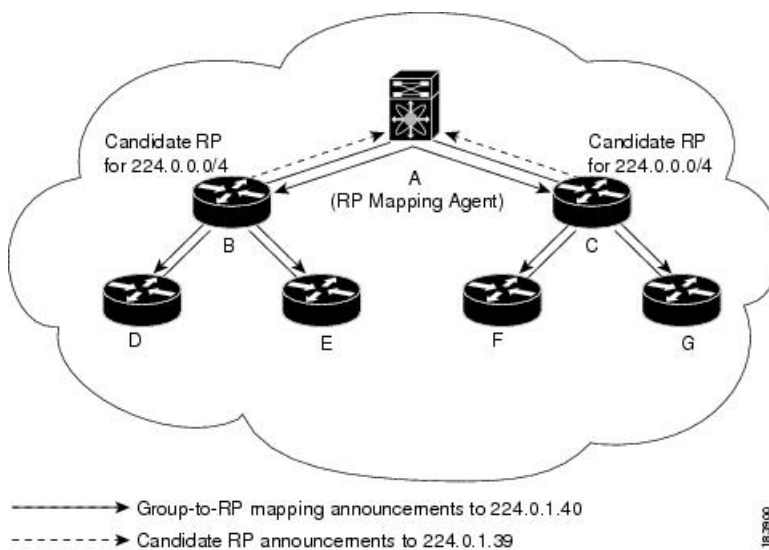 Candidate RP
for 224.0.0.0/4
Candidate RP
for 224.0.0.0/4
A
(RP Mapping Agent)
B
C
D
E
F
G
Group-to-RP mapping announcements to 224.0.1.40
Candidate RP announcements to 224.0.1.39